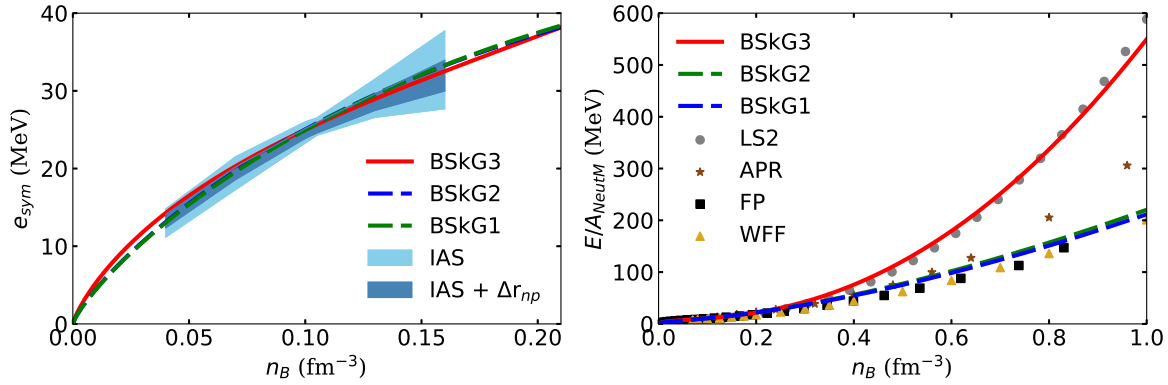 40
30
20
10
0
e_sym (MeV)
BSkG3
BSkG2
BSkG1
IAS
IAS + Δr_np
0.00 0.05 0.10 0.15 0.20
n_B (fm⁻³)
600
500
400
300
200
100
0
E/A_NeutM (MeV)
BSkG3
BSkG2
BSkG1
LS2
APR
FP
WFF
0.0 0.2 0.4 0.6 0.8 1.0
n_B (fm⁻³)